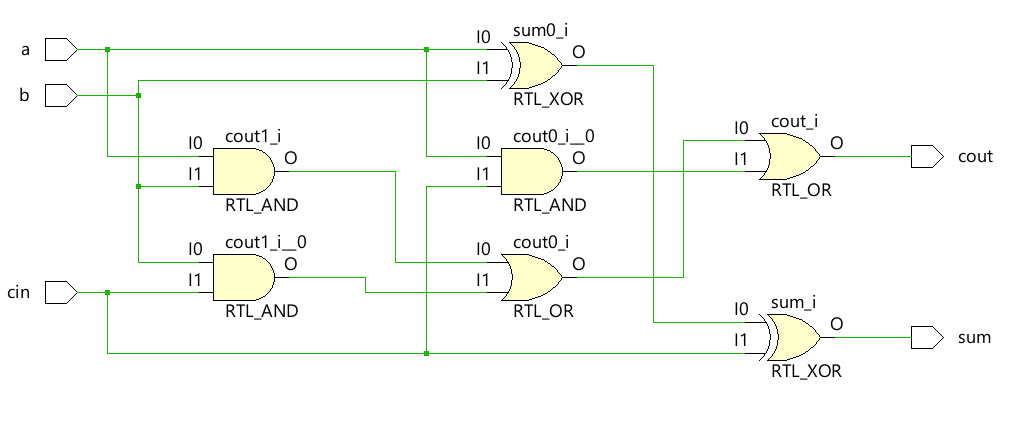 sum0_i
a
I0
O
I1
b
RTL_XOR
cout1_i
cout0_i__0
cout_i
I0
O
I0
O
I0
O
I1
I1
I1
cout
RTL_AND
RTL_AND
RTL_OR
cout1_i__0
cout0_i
I0
O
I0
O
cin
I1
I1
RTL_AND
RTL_OR
sum_i
I0
O
I1
sum
RTL_XOR